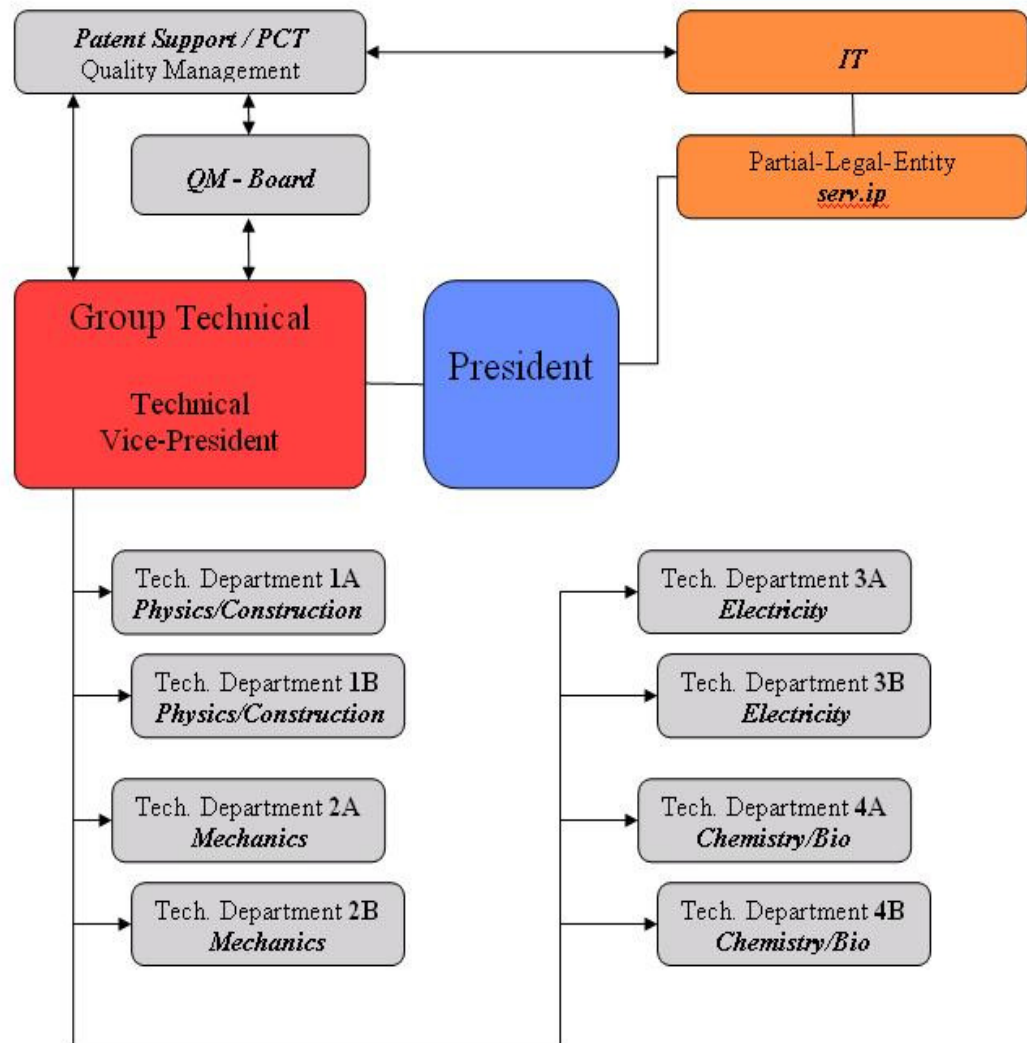 Patent Support / PCT
Quality Management
IT
QM - Board
Partial-Legal-Entity
serv.ip
Group Technical
Technical
Vice-President
President
Tech. Department 1A
Physics/Construction
Tech. Department 1B
Physics/Construction
Tech. Department 2A
Mechanics
Tech. Department 2B
Mechanics
Tech. Department 3A
Electricity
Tech. Department 3B
Electricity
Tech. Department 4A
Chemistry/Bio
Tech. Department 4B
Chemistry/Bio